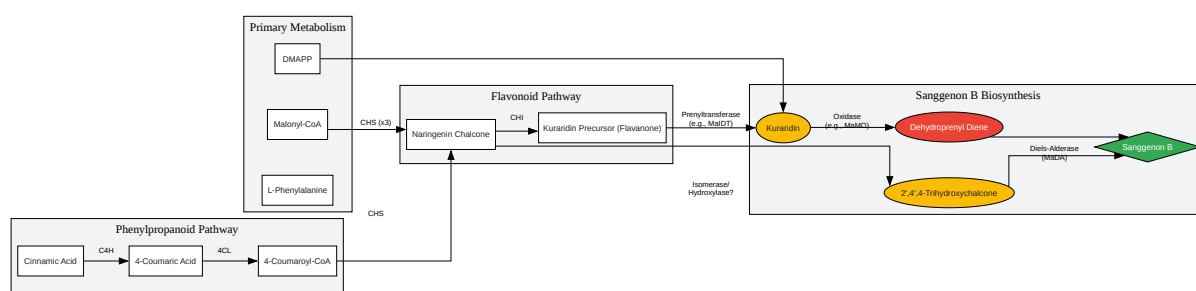 Primary Metabolism
DMAPP
Malonyl-CoA
L-Phenylalanine
CHS (x3)
CHS
Phenylpropanoid Pathway
Cinnamic Acid
C4H
4-Coumaric Acid
4CL
4-Coumaroyl-CoA
Flavonoid Pathway
Naringenin Chalcone
CHI
Kuraridin Precursor (Flavanone)
Prenyltransferase
(e.g., MaIDT)
Isomerase/
Hydroxylase?
Sanggenon B Biosynthesis
Kuraridin
Oxidase
(e.g., MaMO)
Dehydroprenyl Diene
Diels-Alderase
(MaDA)
2',4',4-Trihydroxychalcone
Sanggenon B